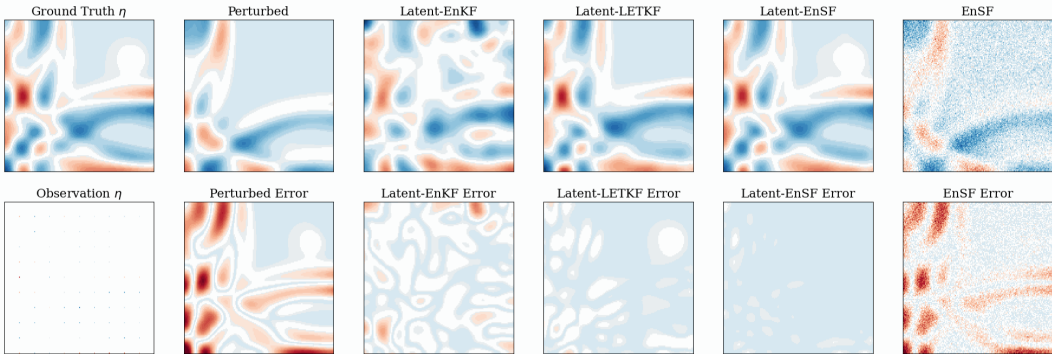 Ground Truth η
Perturbed
Latent-EnKF
Latent-LETKF
Latent-EnSF
EnSF
Observation η
Perturbed Error
Latent-EnKF Error
Latent-LETKF Error
Latent-EnSF Error
EnSF Error